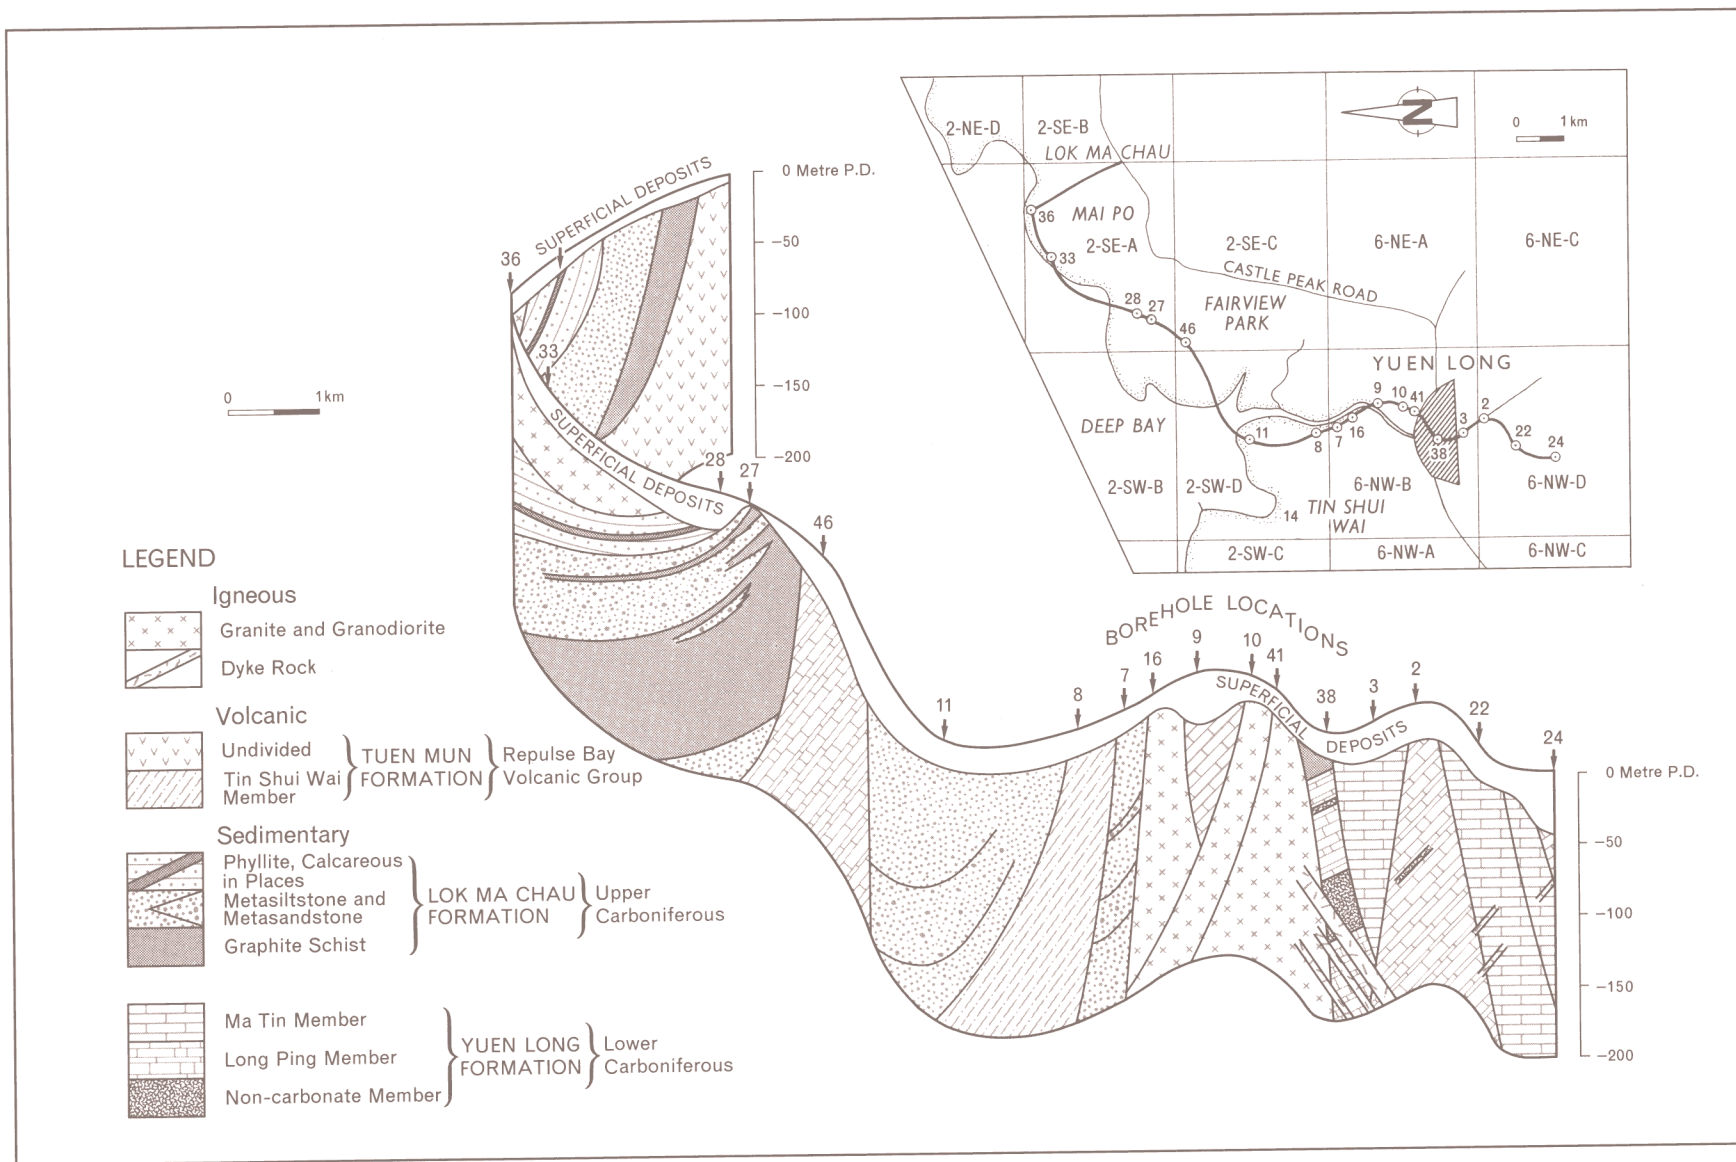 2-NE-D
2-SE-B
LOK MA CHAU
N
0 1 km
36
MAI PO
2-SE-A
33
2-SE-C
6-NE-A
6-NE-C
CASTLE PEAK ROAD
28
27
46
FAIRVIEW
PARK
YUEN LONG
DEEP BAY
11
8
7
16
9
10
41
38
3
2
22
24
2-SW-B
2-SW-D
6-NW-B
6-NW-D
14
TIN SHUI
WAI
2-SW-C
6-NW-A
6-NW-C
SUPERFICIAL DEPOSITS
0 Metre P.D.
-50
-100
-150
-200
36
33
0 1 km
SUPERFICIAL DEPOSITS
28
27
46
BOREHOLE LOCATIONS
11
8
7
16
9
10
41
38
3
2
22
24
SUPERFICIAL
DEPOSITS
0 Metre P.D.
-50
-100
-150
-200
LEGEND
Igneous
Granite and Granodiorite
Dyke Rock
Volcanic
Undivided
Tin Shui Wai
Member
TUEN MUN
FORMATION
Repulse Bay
Volcanic Group
Sedimentary
Phyllite, Calcareous
in Places
Metasiltstone and
Metasandstone
Graphite Schist
LOK MA CHAU
FORMATION
Upper
Carboniferous
Ma Tin Member
Long Ping Member
Non-carbonate Member
YUEN LONG
FORMATION
Lower
Carboniferous